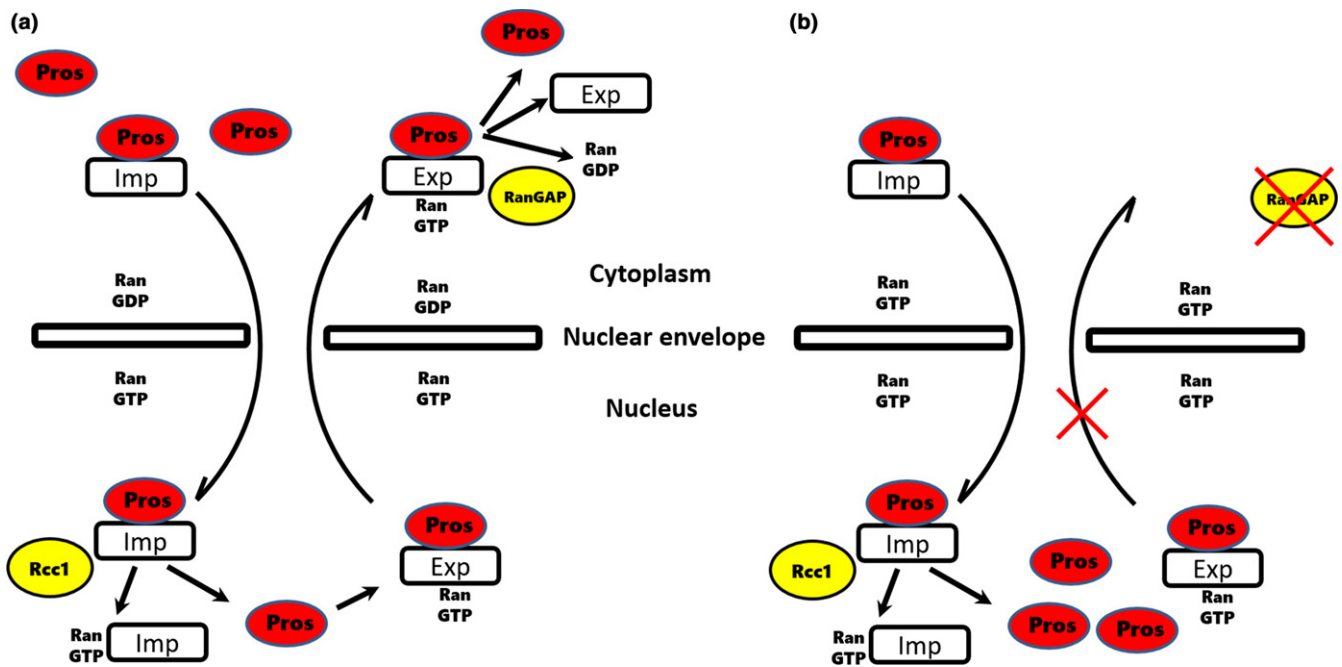 (a)
Pros
Pros
Pros
Pros
Imp
Pros
Exp
Pros
Exp
Ran
GDP
RanGAP
Ran
GTP
Ran
GDP
Ran
GDP
Ran
GTP
Ran
GTP
Pros
Imp
Rcc1
Ran
GTP
Imp
Pros
Pros
Exp
Ran
GTP
Cytoplasm
Nuclear envelope
Nucleus
(b)
Pros
Imp
RanGAP
Ran
GTP
Ran
GTP
Ran
GTP
Ran
GTP
Pros
Imp
Rcc1
Ran
GTP
Imp
Pros
Pros
Pros
Pros
Exp
Ran
GTP